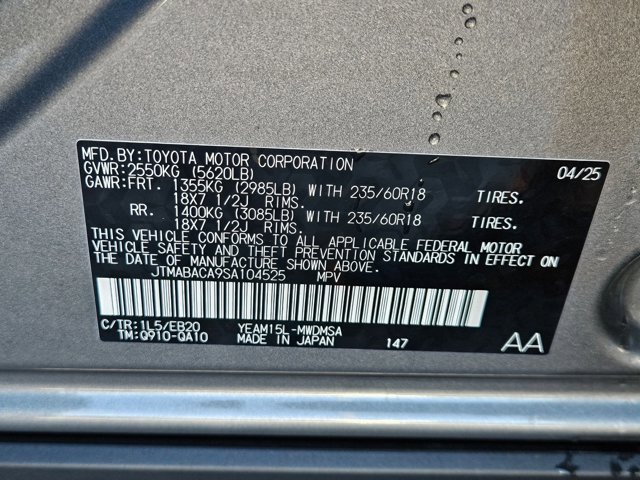 MFD.BY:TOYOTA MOTOR CORPORATION 04/25
GVWR:2550KG (5620LB)
GAWR:FRT. 1355KG (2985LB) WITH 235/60R18 TIRES.
18X7 1/2J RIMS.
RR. 1400KG (3085LB) WITH 235/60R18 TIRES.
18X7 1/2J RIMS.
THIS VEHICLE CONFORMS TO ALL APPLICABLE FEDERAL MOTOR
VEHICLE SAFETY AND THEFT PREVENTION STANDARDS IN EFFECT ON
THE DATE OF MANUFACTURE SHOWN ABOVE.
JTMABACA9SA104525 MPV
C/TR:1L5/EB20 YEAM15L-MWDMSA
TM:Q910-QA10 MADE IN JAPAN 147 AA